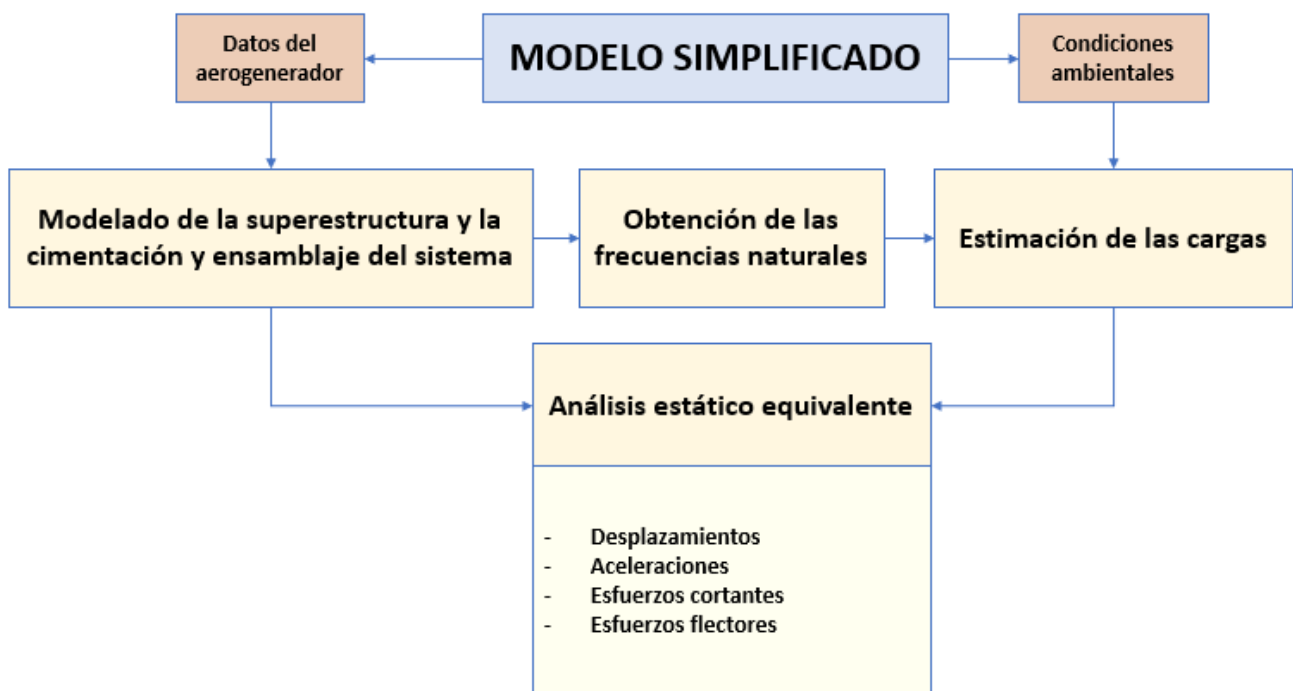 Datos del
aerogenerador
MODELO SIMPLIFICADO
Condiciones
ambientales
Modelado de la superestructura y la
cimentación y ensamblaje del sistema
Obtención de las
frecuencias naturales
Estimación de las cargas
Análisis estático equivalente
- Desplazamientos
- Aceleraciones
- Esfuerzos cortantes
- Esfuerzos flectores